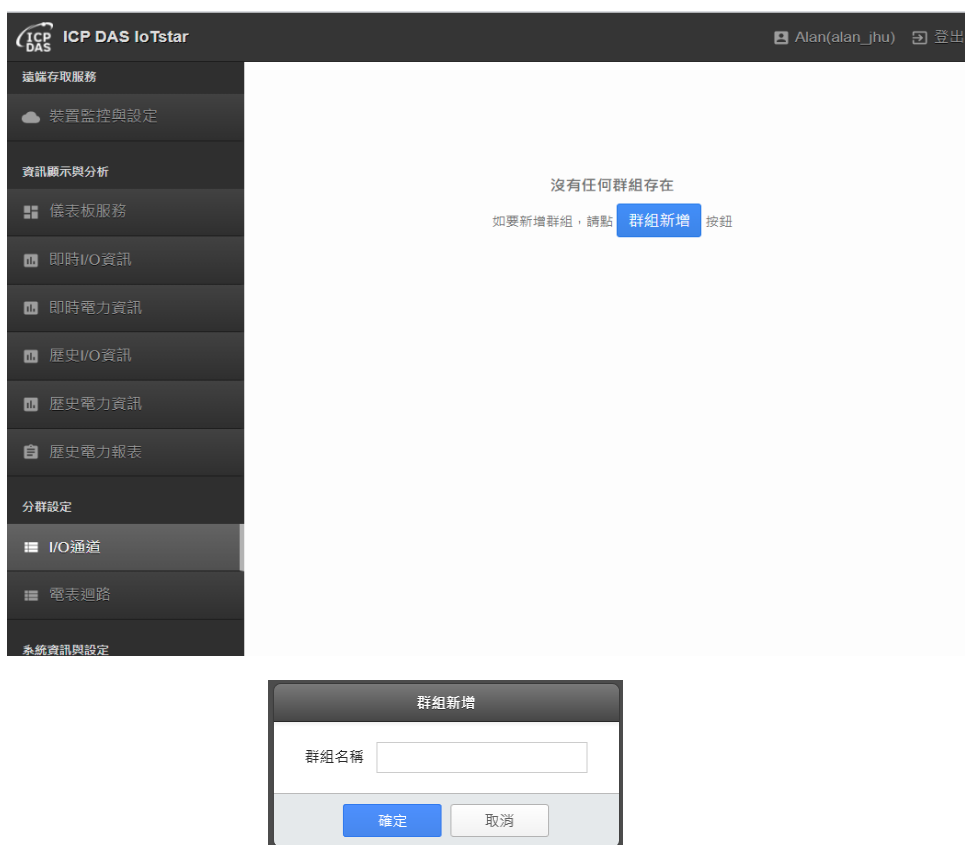 ICP DAS
ICP DAS IoTstar
Alan(alan_jhu)
登出
遠端存取服務
裝置監控與設定
資訊顯示與分析
儀表板服務
即時I/O資訊
即時電力資訊
歷史I/O資訊
歷史電力資訊
歷史電力報表
分群設定
I/O通道
電表迴路
系統資訊與設定
沒有任何群組存在
如要新增群組，請點 群組新增 按鈕
群組新增
群組名稱
確定
取消